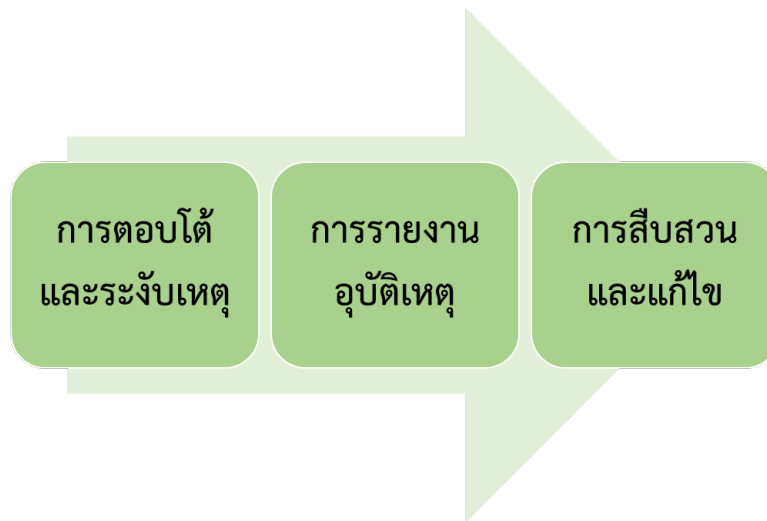 การตอบโต้
และระงับเหตุ
การรายงาน
อุบัติเหตุ
การสืบสวน
และแก้ไข